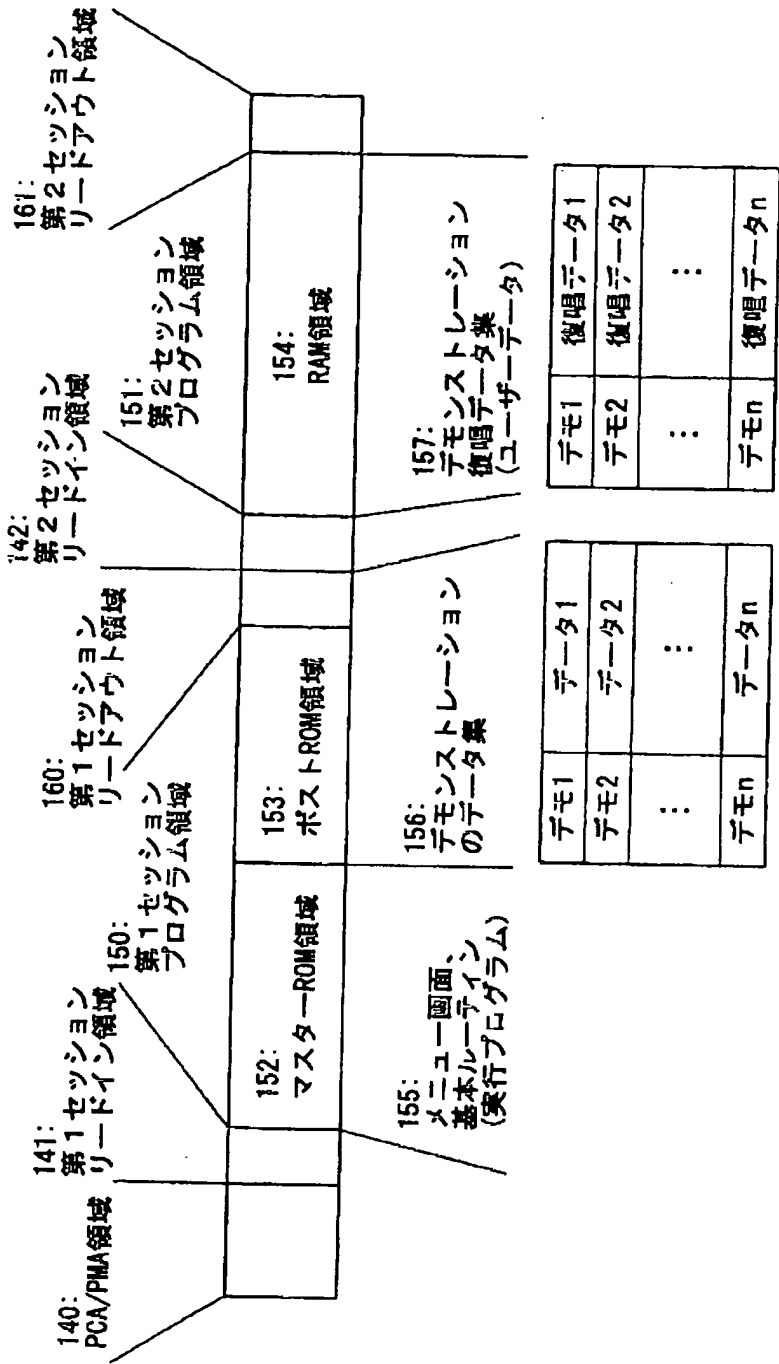 140:
PCA/PMA領域
141:
第1セッション
リードイン領域
150:
第1セッション
プログラム領域
160:
第1セッション
リードアウト領域
142:
第2セッション
リードイン領域
151:
第2セッション
プログラム領域
161:
第2セッション
リードアウト領域
152:
マスターROM領域
153:
ポストROM領域
154:
RAM領域
155:
メニュー画面、
基本ルーティン
(実行プログラム)
156:
デモンストレーション
のデータ集
157:
デモンストレーション
復唱データ集
(ユーザーデータ)
デモ1 データ1
デモ2 データ2
⋮ ⋮
デモn データn
デモ1 復唱データ1
デモ2 復唱データ2
⋮ ⋮
デモn 復唱データn